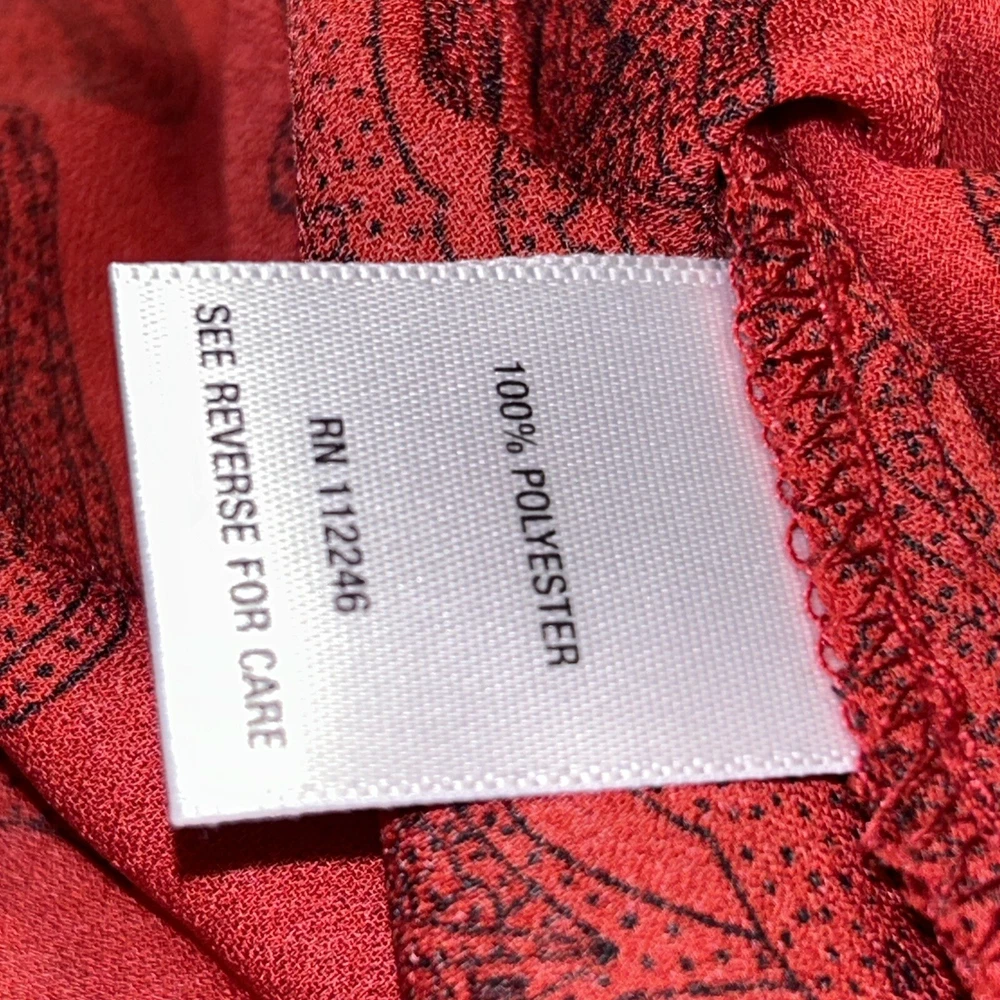 100% POLYESTER
RN 112246
SEE REVERSE FOR CARE